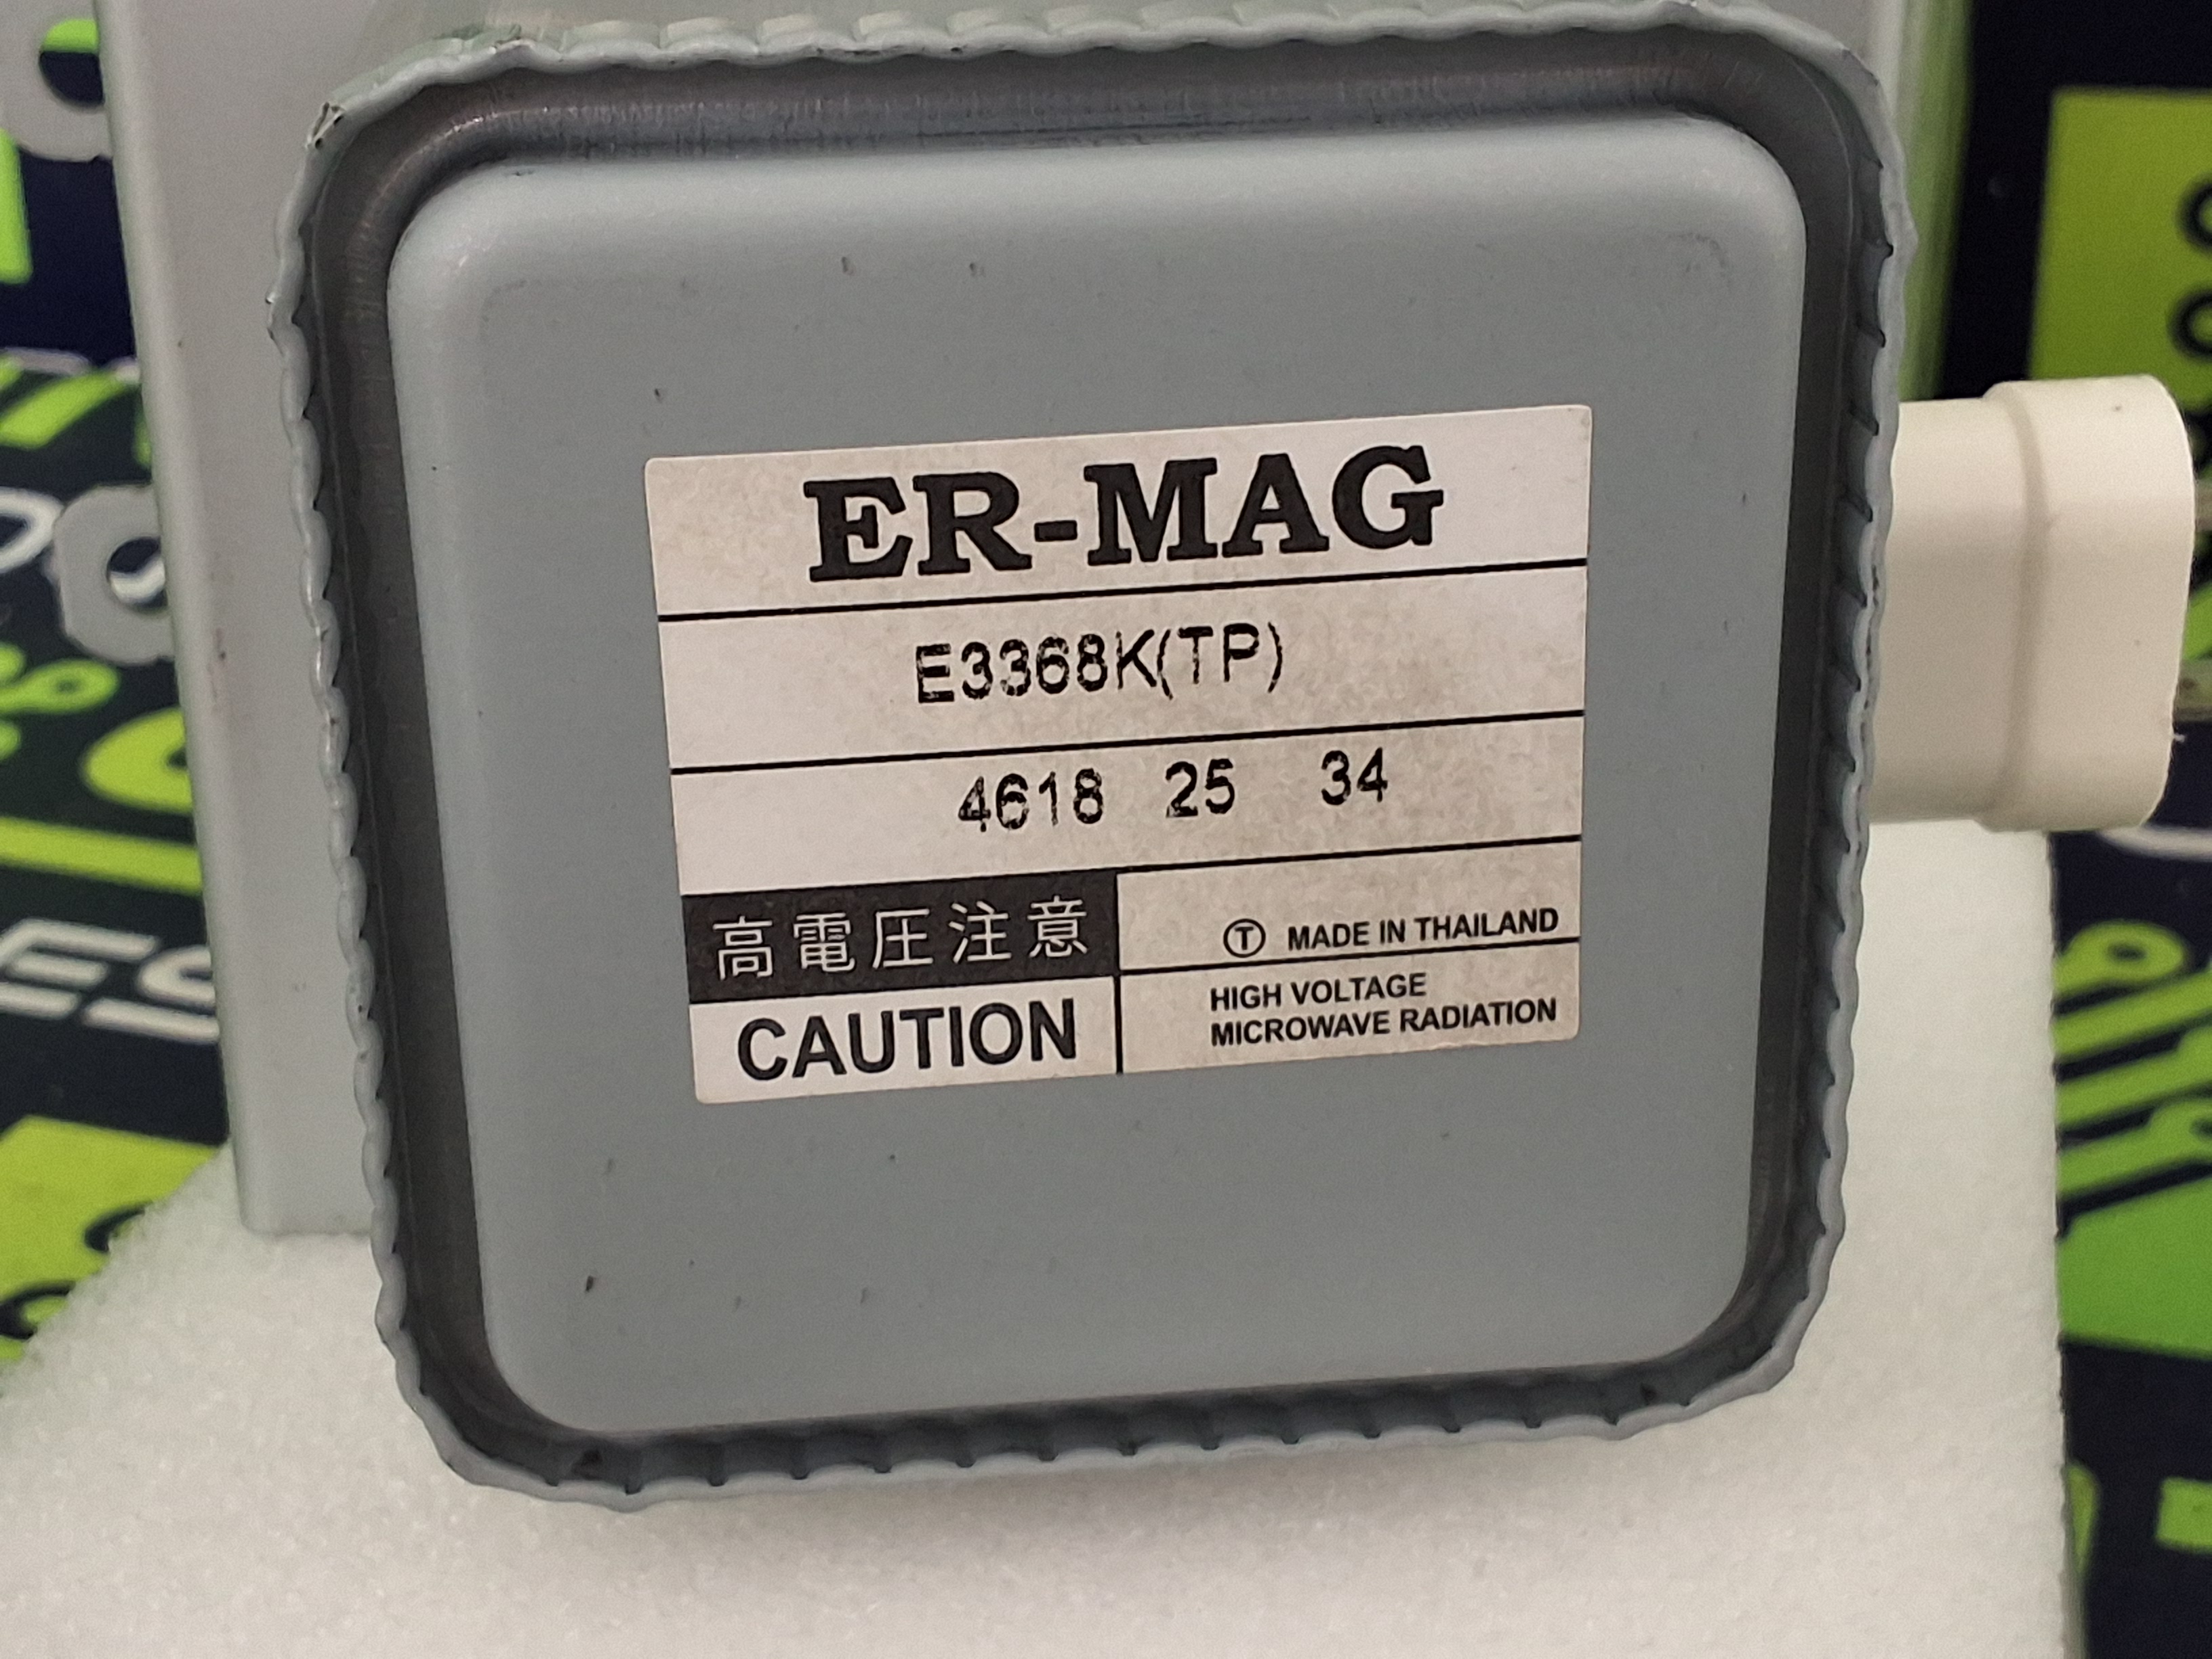 ER-MAG
E3368K(TP)
4618 25 34
高電圧注意
Ⓣ MADE IN THAILAND
CAUTION
HIGH VOLTAGE
MICROWAVE RADIATION